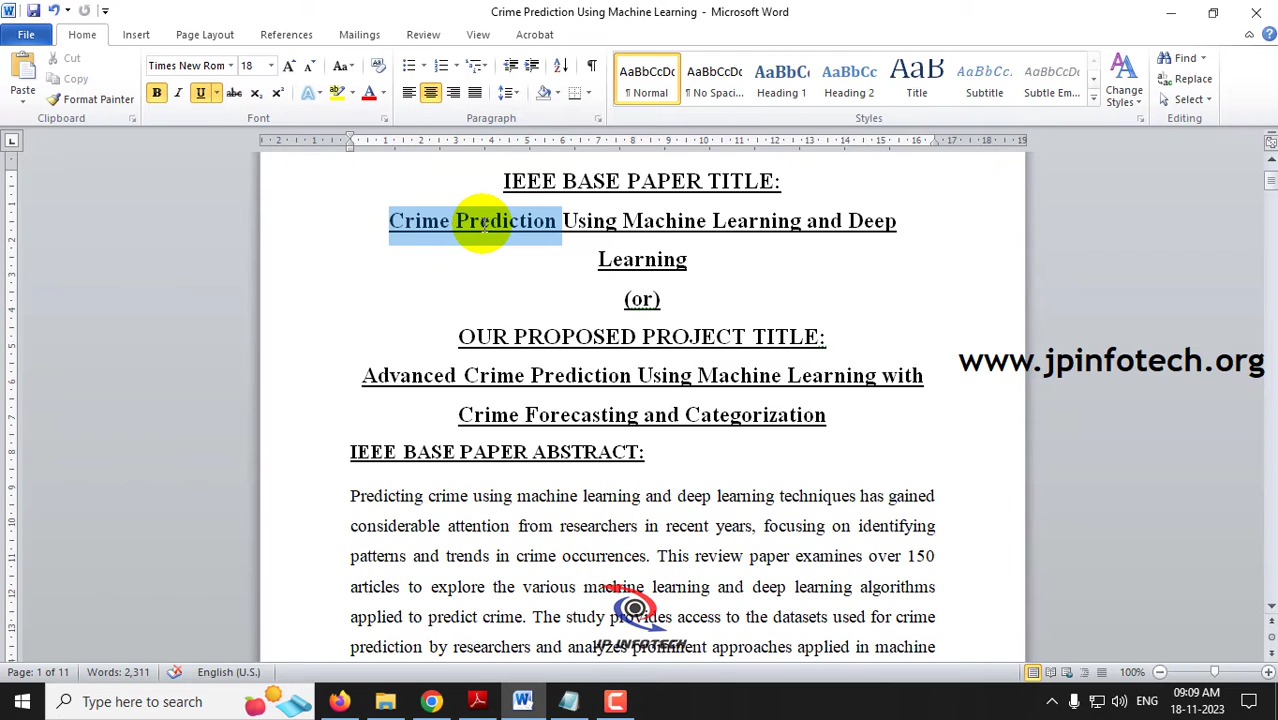 Crime Prediction Using Machine Learning - Microsoft Word
File Home Insert Page Layout References Mailings Review View Acrobat
Paste
Cut
Copy
Format Painter
Clipboard
Times New Rom 18
Font
Paragraph
AaBbCcDc ¶ Normal
AaBbCcDc ¶ No Spaci...
AaBbC Heading 1
AaBbCc Heading 2
AaB Title
AaBbCc. Subtitle
AaBbCcDc Subtle Em...
Change Styles
Styles
Find
Replace
Select
Editing
IEEE BASE PAPER TITLE:
Crime Prediction Using Machine Learning and Deep
Learning
(or)
OUR PROPOSED PROJECT TITLE:
Advanced Crime Prediction Using Machine Learning with
Crime Forecasting and Categorization
www.jpinfotech.org
IEEE BASE PAPER ABSTRACT:
Predicting crime using machine learning and deep learning techniques has gained
considerable attention from researchers in recent years, focusing on identifying
patterns and trends in crime occurrences. This review paper examines over 150
articles to explore the various machine learning and deep learning algorithms
applied to predict crime. The study provides access to the datasets used for crime
prediction by researchers and analyzes prominent approaches applied in machine
JP INFOTECH
Page: 1 of 11 Words: 2,311 English (U.S.) 100%
Type here to search
ENG
09:09 AM
18-11-2023